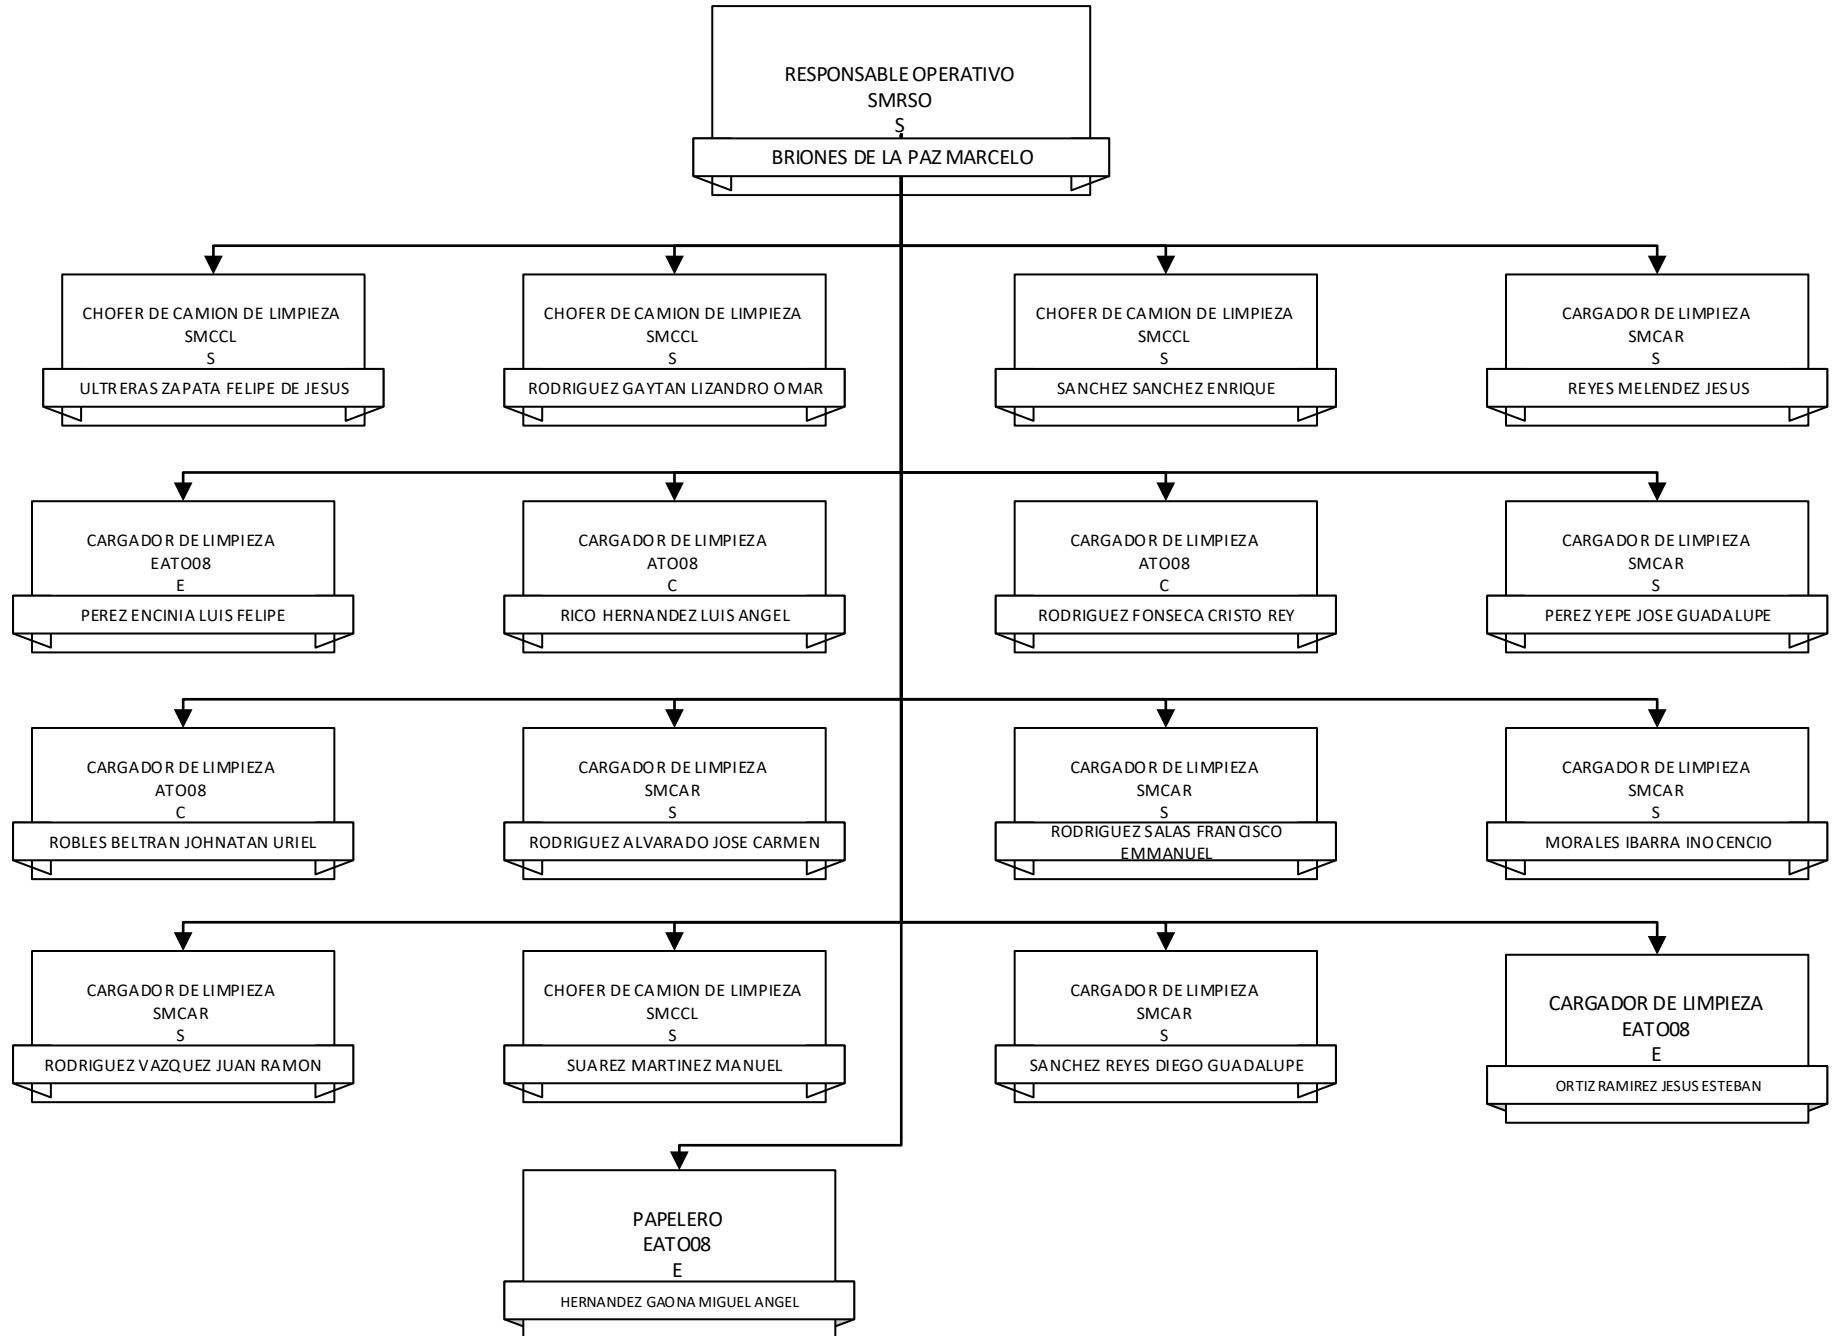 RESPONSABLE OPERATIVO
SMRSO
S
BRIONES DE LA PAZ MARCELO
CHOFER DE CAMION DE LIMPIEZA
SMCCL
S
ULTRERAS ZAPATA FELIPE DE JESUS
CHOFER DE CAMION DE LIMPIEZA
SMCCL
S
RODRIGUEZ GAYTAN LIZANDRO OMAR
CHOFER DE CAMION DE LIMPIEZA
SMCCL
S
SANCHEZ SANCHEZ ENRIQUE
CARGADOR DE LIMPIEZA
SMCAR
S
REYES MELENDEZ JESUS
CARGADOR DE LIMPIEZA
EATO08
E
PEREZ ENCINIA LUIS FELIPE
CARGADOR DE LIMPIEZA
ATO08
C
RICO HERNANDEZ LUIS ANGEL
CARGADOR DE LIMPIEZA
ATO08
C
RODRIGUEZ FONSECA CRISTO REY
CARGADOR DE LIMPIEZA
SMCAR
S
PEREZ YEPE JOSE GUADALUPE
CARGADOR DE LIMPIEZA
ATO08
C
ROBLES BELTRAN JOHNATAN URIEL
CARGADOR DE LIMPIEZA
SMCAR
S
RODRIGUEZ ALVARADO JOSE CARMEN
CARGADOR DE LIMPIEZA
SMCAR
S
RODRIGUEZ SALAS FRANCISCO
EMMANUEL
CARGADOR DE LIMPIEZA
SMCAR
S
MORALES IBARRA INOCENCIO
CARGADOR DE LIMPIEZA
SMCAR
S
RODRIGUEZ VAZQUEZ JUAN RAMON
CHOFER DE CAMION DE LIMPIEZA
SMCCL
S
SUAREZ MARTINEZ MANUEL
CARGADOR DE LIMPIEZA
SMCAR
S
SANCHEZ REYES DIEGO GUADALUPE
CARGADOR DE LIMPIEZA
EATO08
E
ORTIZ RAMIREZ JESUS ESTEBAN
PAPELERO
EATO08
E
HERNANDEZ GAONA MIGUEL ANGEL